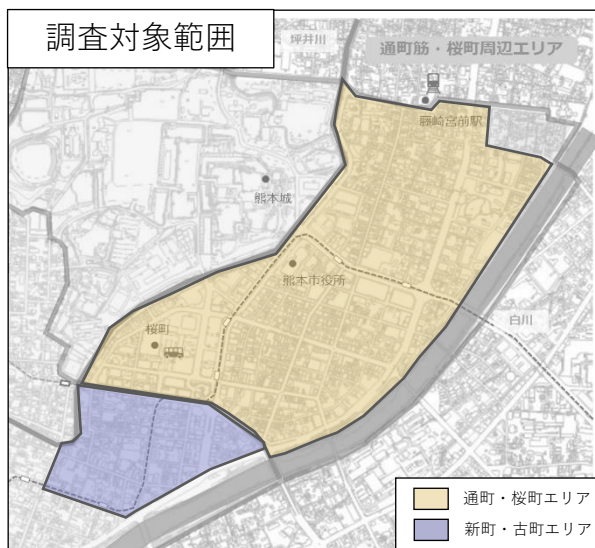 調査対象範囲
坪井川
通町筋・桜町周辺エリア
藤崎宮前駅
熊本城
熊本市役所
白川
桜町
通町・桜町エリア
新町・古町エリア